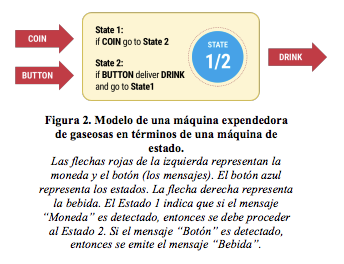 COIN
BUTTON
State 1:
if COIN go to State 2
State 2:
if BUTTON deliver DRINK
and go to State1
STATE
1/2
DRINK
Figura 2. Modelo de una máquina expendedora
de gaseosas en términos de una máquina de
estado.
Las flechas rojas de la izquierda representan la
moneda y el botón (los mensajes). El botón azul
representa los estados. La flecha derecha representa
la bebida. El Estado 1 indica que si el mensaje
“Moneda” es detectado, entonces se debe proceder
al Estado 2. Si el mensaje “Botón” es detectado,
entonces se emite el mensaje “Bebida”.